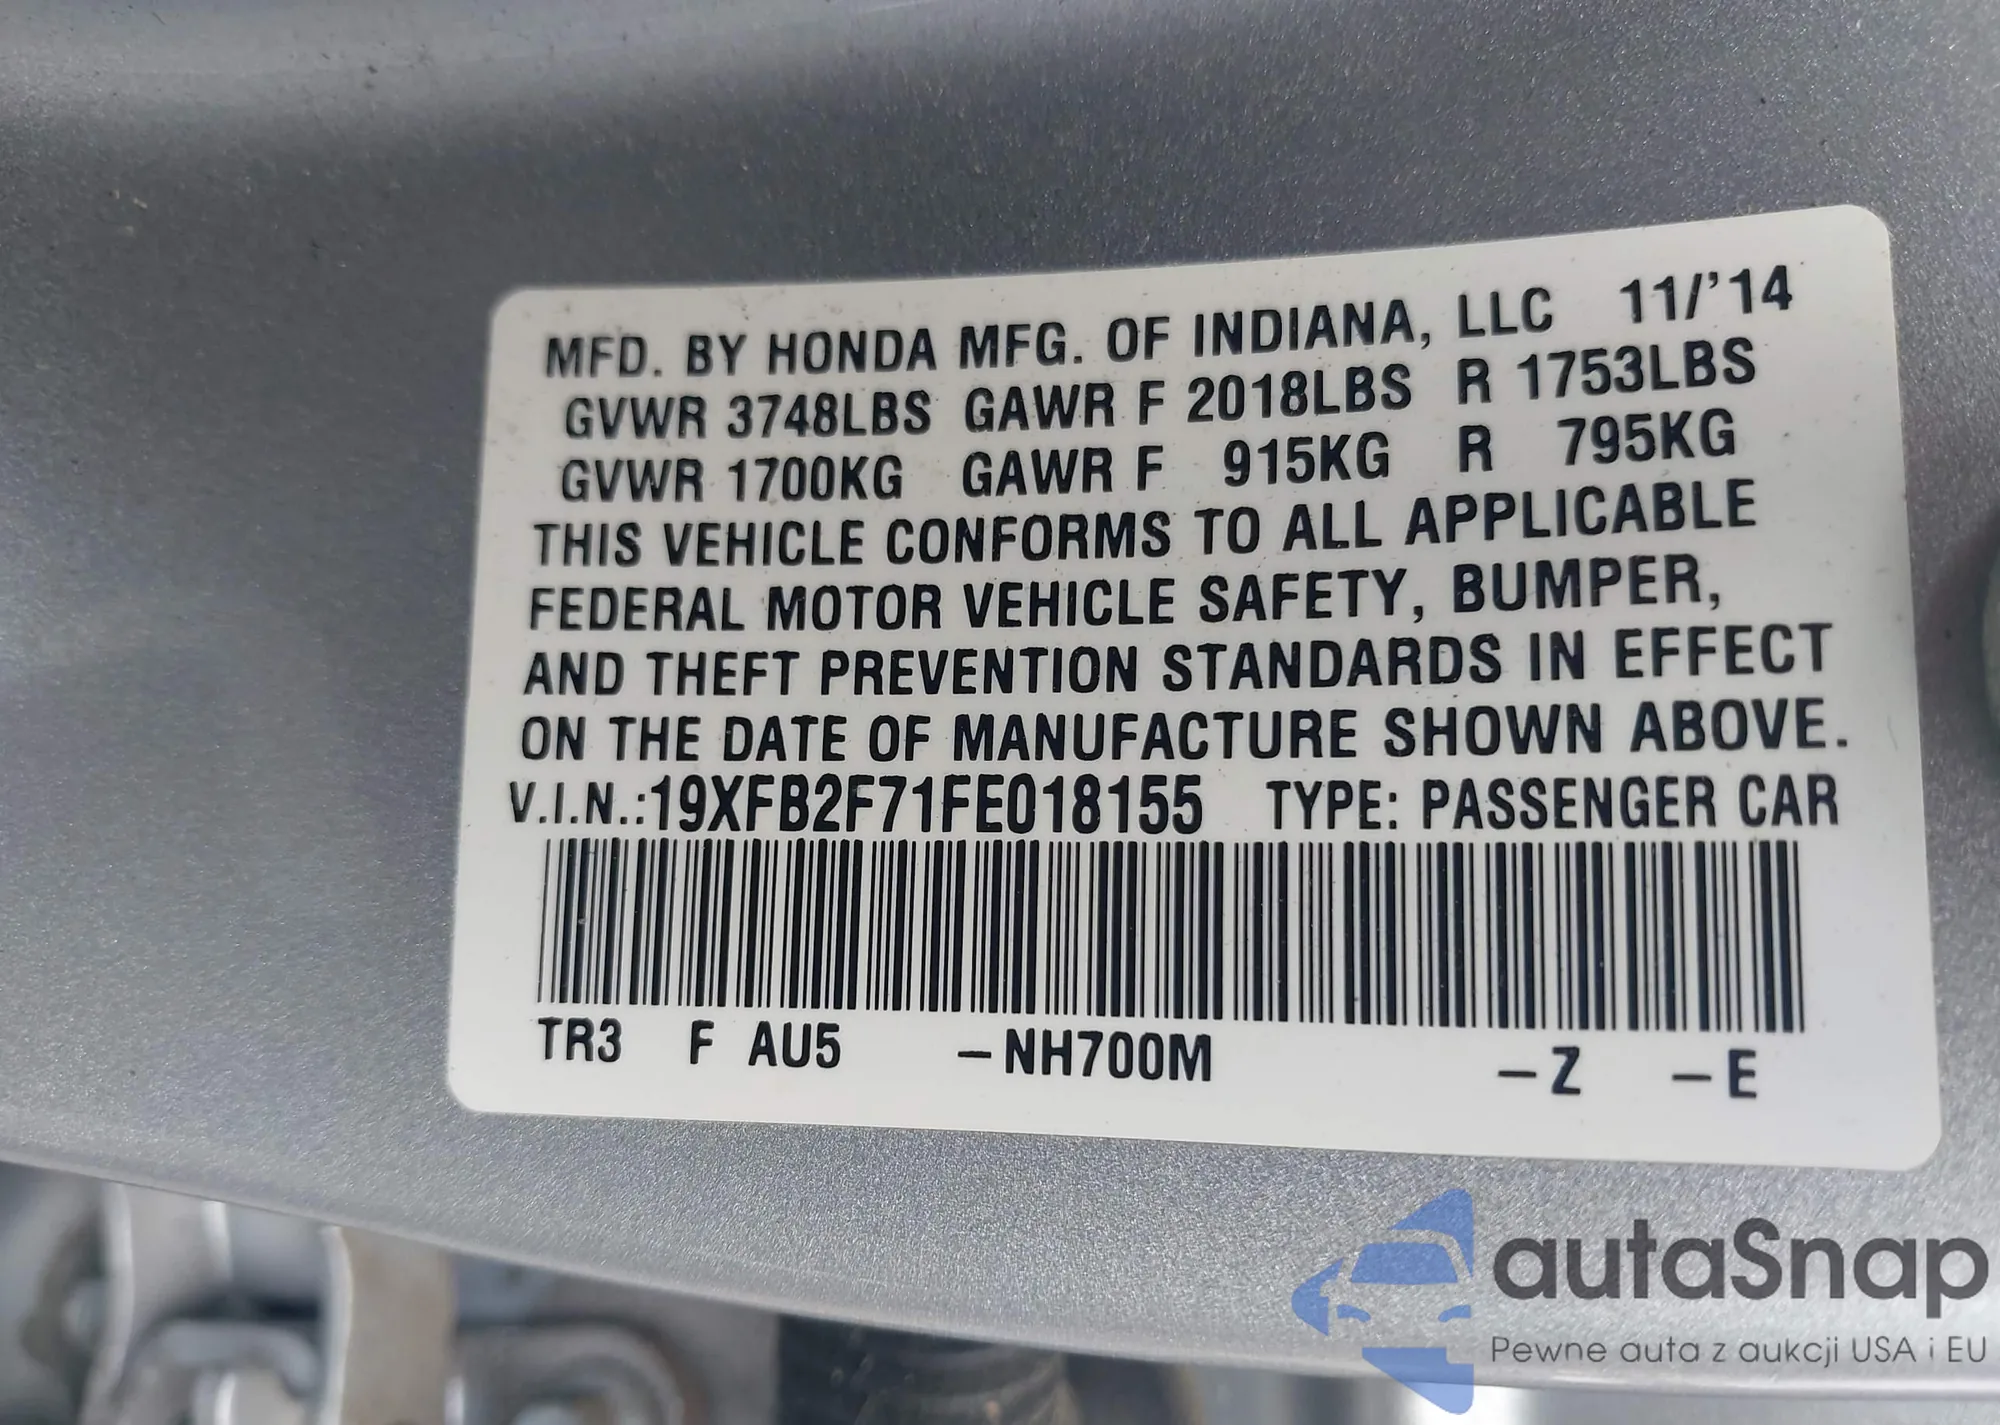 MFD. BY HONDA MFG. OF INDIANA, LLC 11/'14
GVWR 3748LBS GAWR F 2018LBS R 1753LBS
GVWR 1700KG GAWR F 915KG R 795KG
THIS VEHICLE CONFORMS TO ALL APPLICABLE
FEDERAL MOTOR VEHICLE SAFETY, BUMPER,
AND THEFT PREVENTION STANDARDS IN EFFECT
ON THE DATE OF MANUFACTURE SHOWN ABOVE.
V.I.N.:19XFB2F71FE018155 TYPE: PASSENGER CAR
TR3 F AU5 –NH700M –Z –E
autaSnap
Pewne auta z aukcji USA i EU